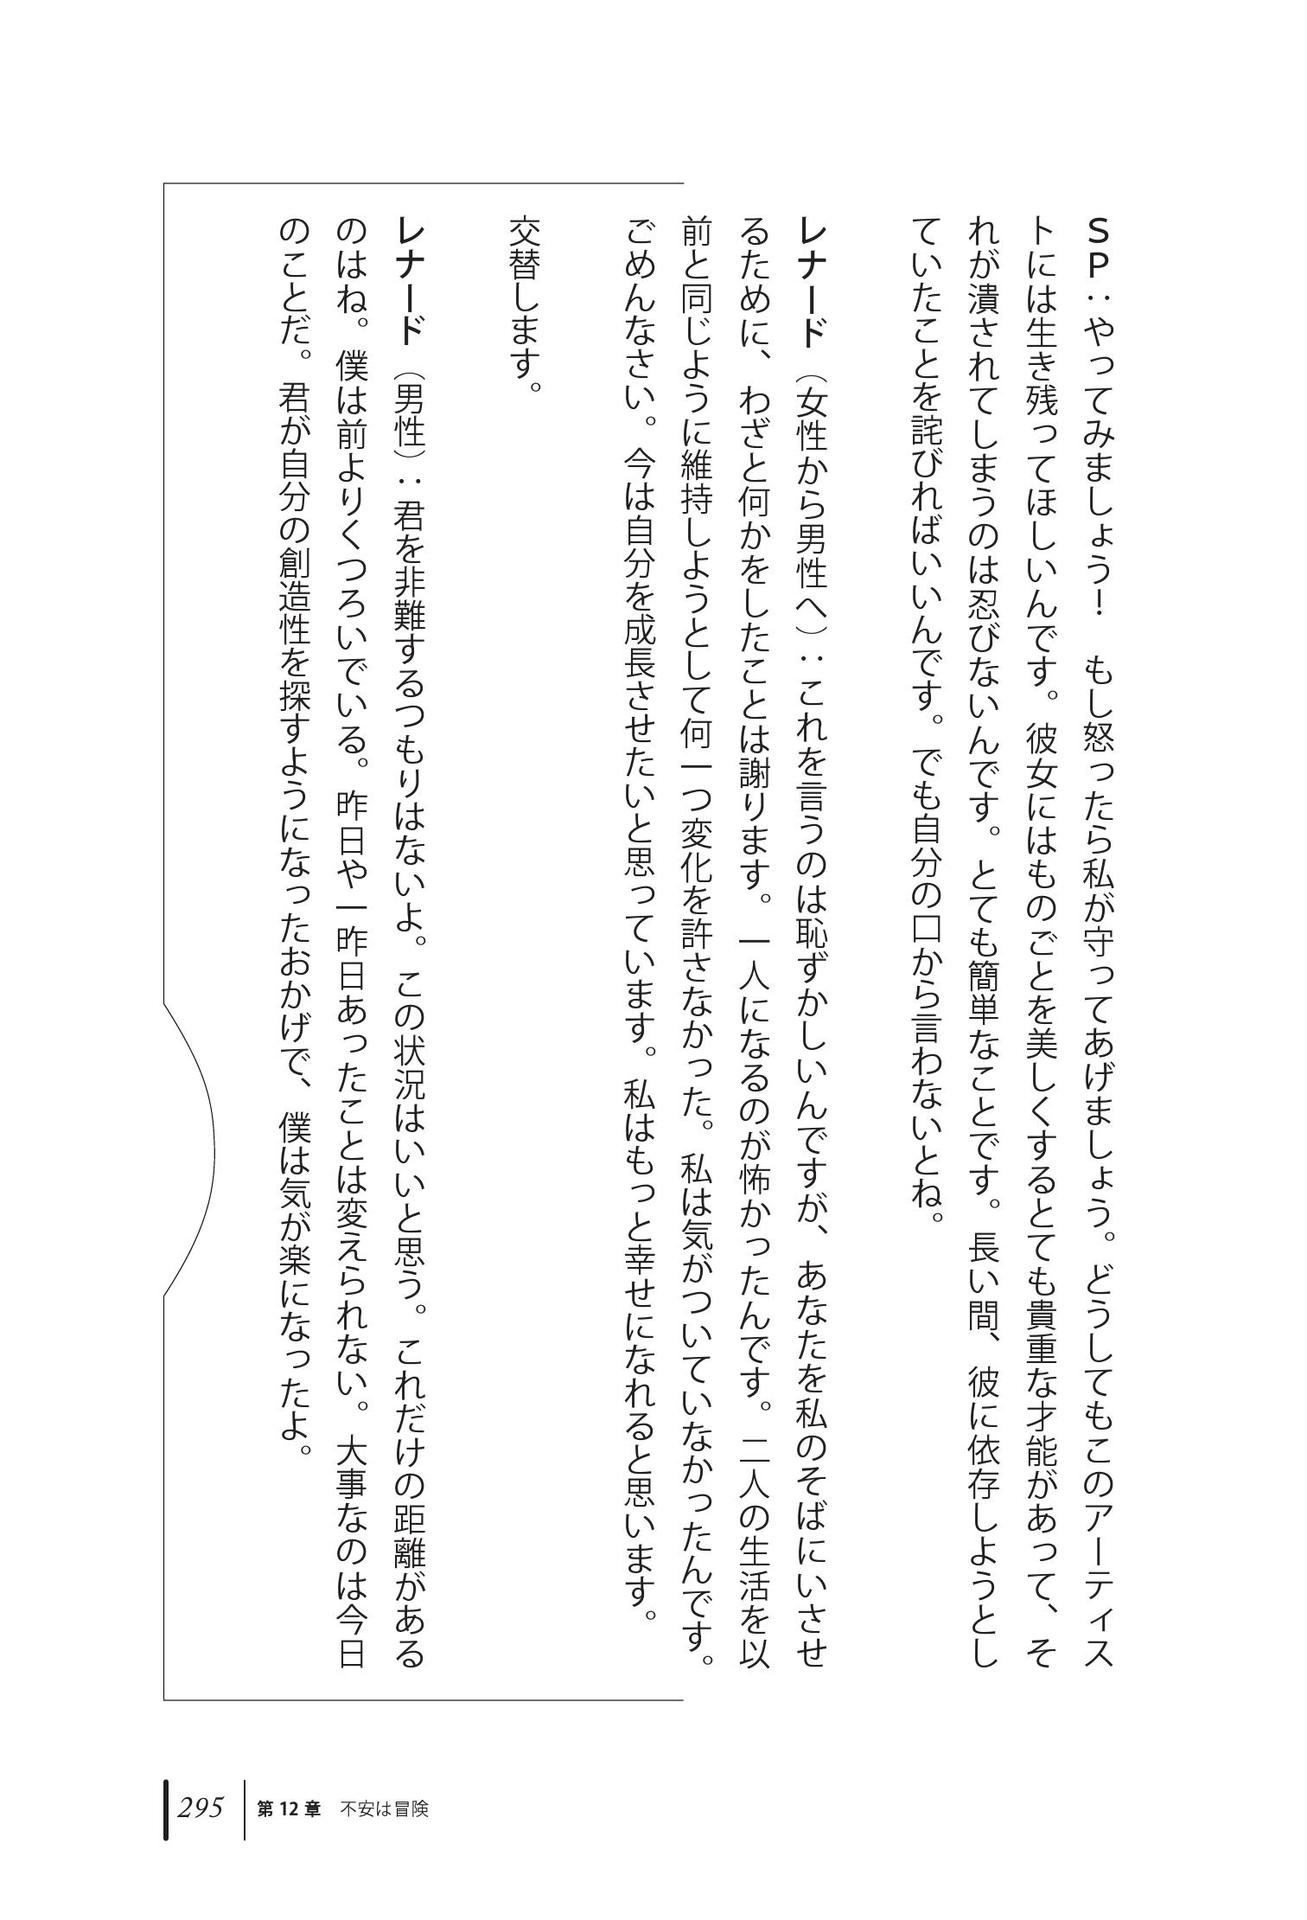 ＳＰ：やってみましょう！　もし怒ったら私が守ってあげましょう。どうしてもこのアーティス
トには生き残ってほしいんです。彼女にはものごとを美しくするとても貴重な才能があって、そ
れが潰されてしまうのは忍びないんです。とても簡単なことです。長い間、彼に依存しようとし
ていたことを詫びればいいんです。でも自分の口から言わないとね。
レナード（女性から男性へ）：これを言うのは恥ずかしいんですが、あなたを私のそばにいさせ
るために、わざと何かをしたことは謝ります。一人になるのが怖かったんです。二人の生活を以
前と同じように維持しようとして何一つ変化を許さなかった。私は気がついていなかったんです。
ごめんなさい。今は自分を成長させたいと思っています。私はもっと幸せになれると思います。
交替します。
レナード（男性）：君を非難するつもりはないよ。この状況はいいと思う。これだけの距離がある
のはね。僕は前よりくつろいでいる。昨日や一昨日あったことは変えられない。大事なのは今日
のことだ。君が自分の創造性を探すようになったおかげで、僕は気が楽になったよ。
295 第12章　不安は冒険